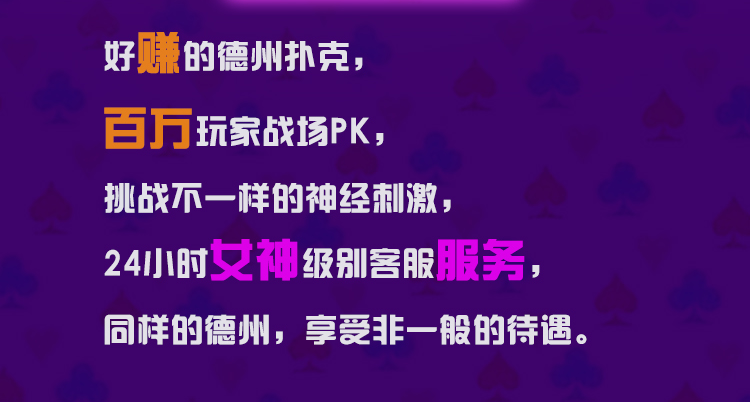 好赚的德州扑克，
百万玩家战场PK，
挑战不一样的神经刺激，
24小时女神级别客服服务，
同样的德州，享受非一般的待遇。